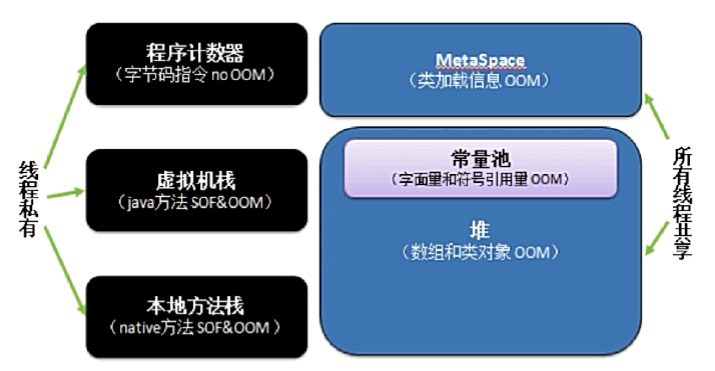 程序计数器
（字节码指令 no OOM）
MetaSpace
（类加载信息 OOM）
线程私有
虚拟机栐
（java方法 SOF&OOM）
常量池
（字面量和符号引用量 OOM）
堆
（数组和类对象 OOM）
所有线程共享
本地方法栈
（native方法 SOF&OOM ）